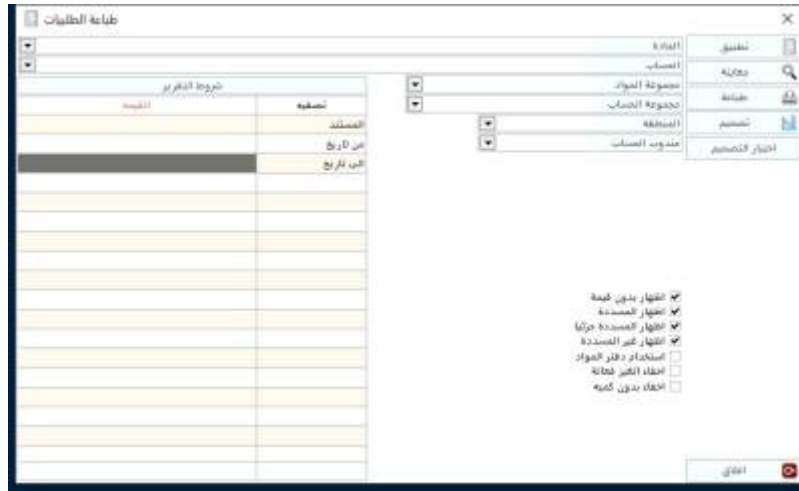 طباعة الطلبيات
تطبيق
معاينة
طباعة
تصميم
اختيار التصميم
المادة
الحساب
مجموعة المواد
مجموعة الحساب
المنطقة
مندوب الحساب
شروط التقرير
تصفية القيمة
المستند
من تاريخ
الى تاريخ
اظهار بدون قيمة
اظهار المسددة
اظهار المسددة جزئيا
اظهار غير المسددة
استخدام دفتر المواد
اخفاء الغير فعالة
اخفاء بدون كميه
اغلاق